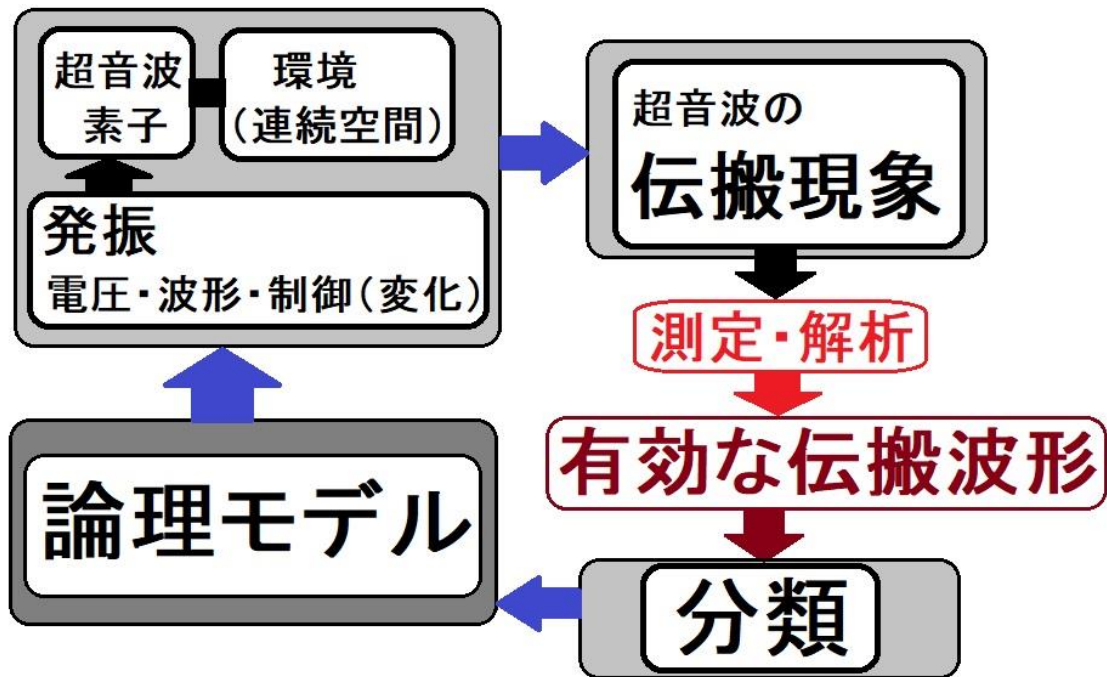 超音波
素子
環境
(連続空間)
発振
電圧・波形・制御(変化)
超音波の
伝搬現象
測定・解析
有効な伝搬波形
分類
論理モデル